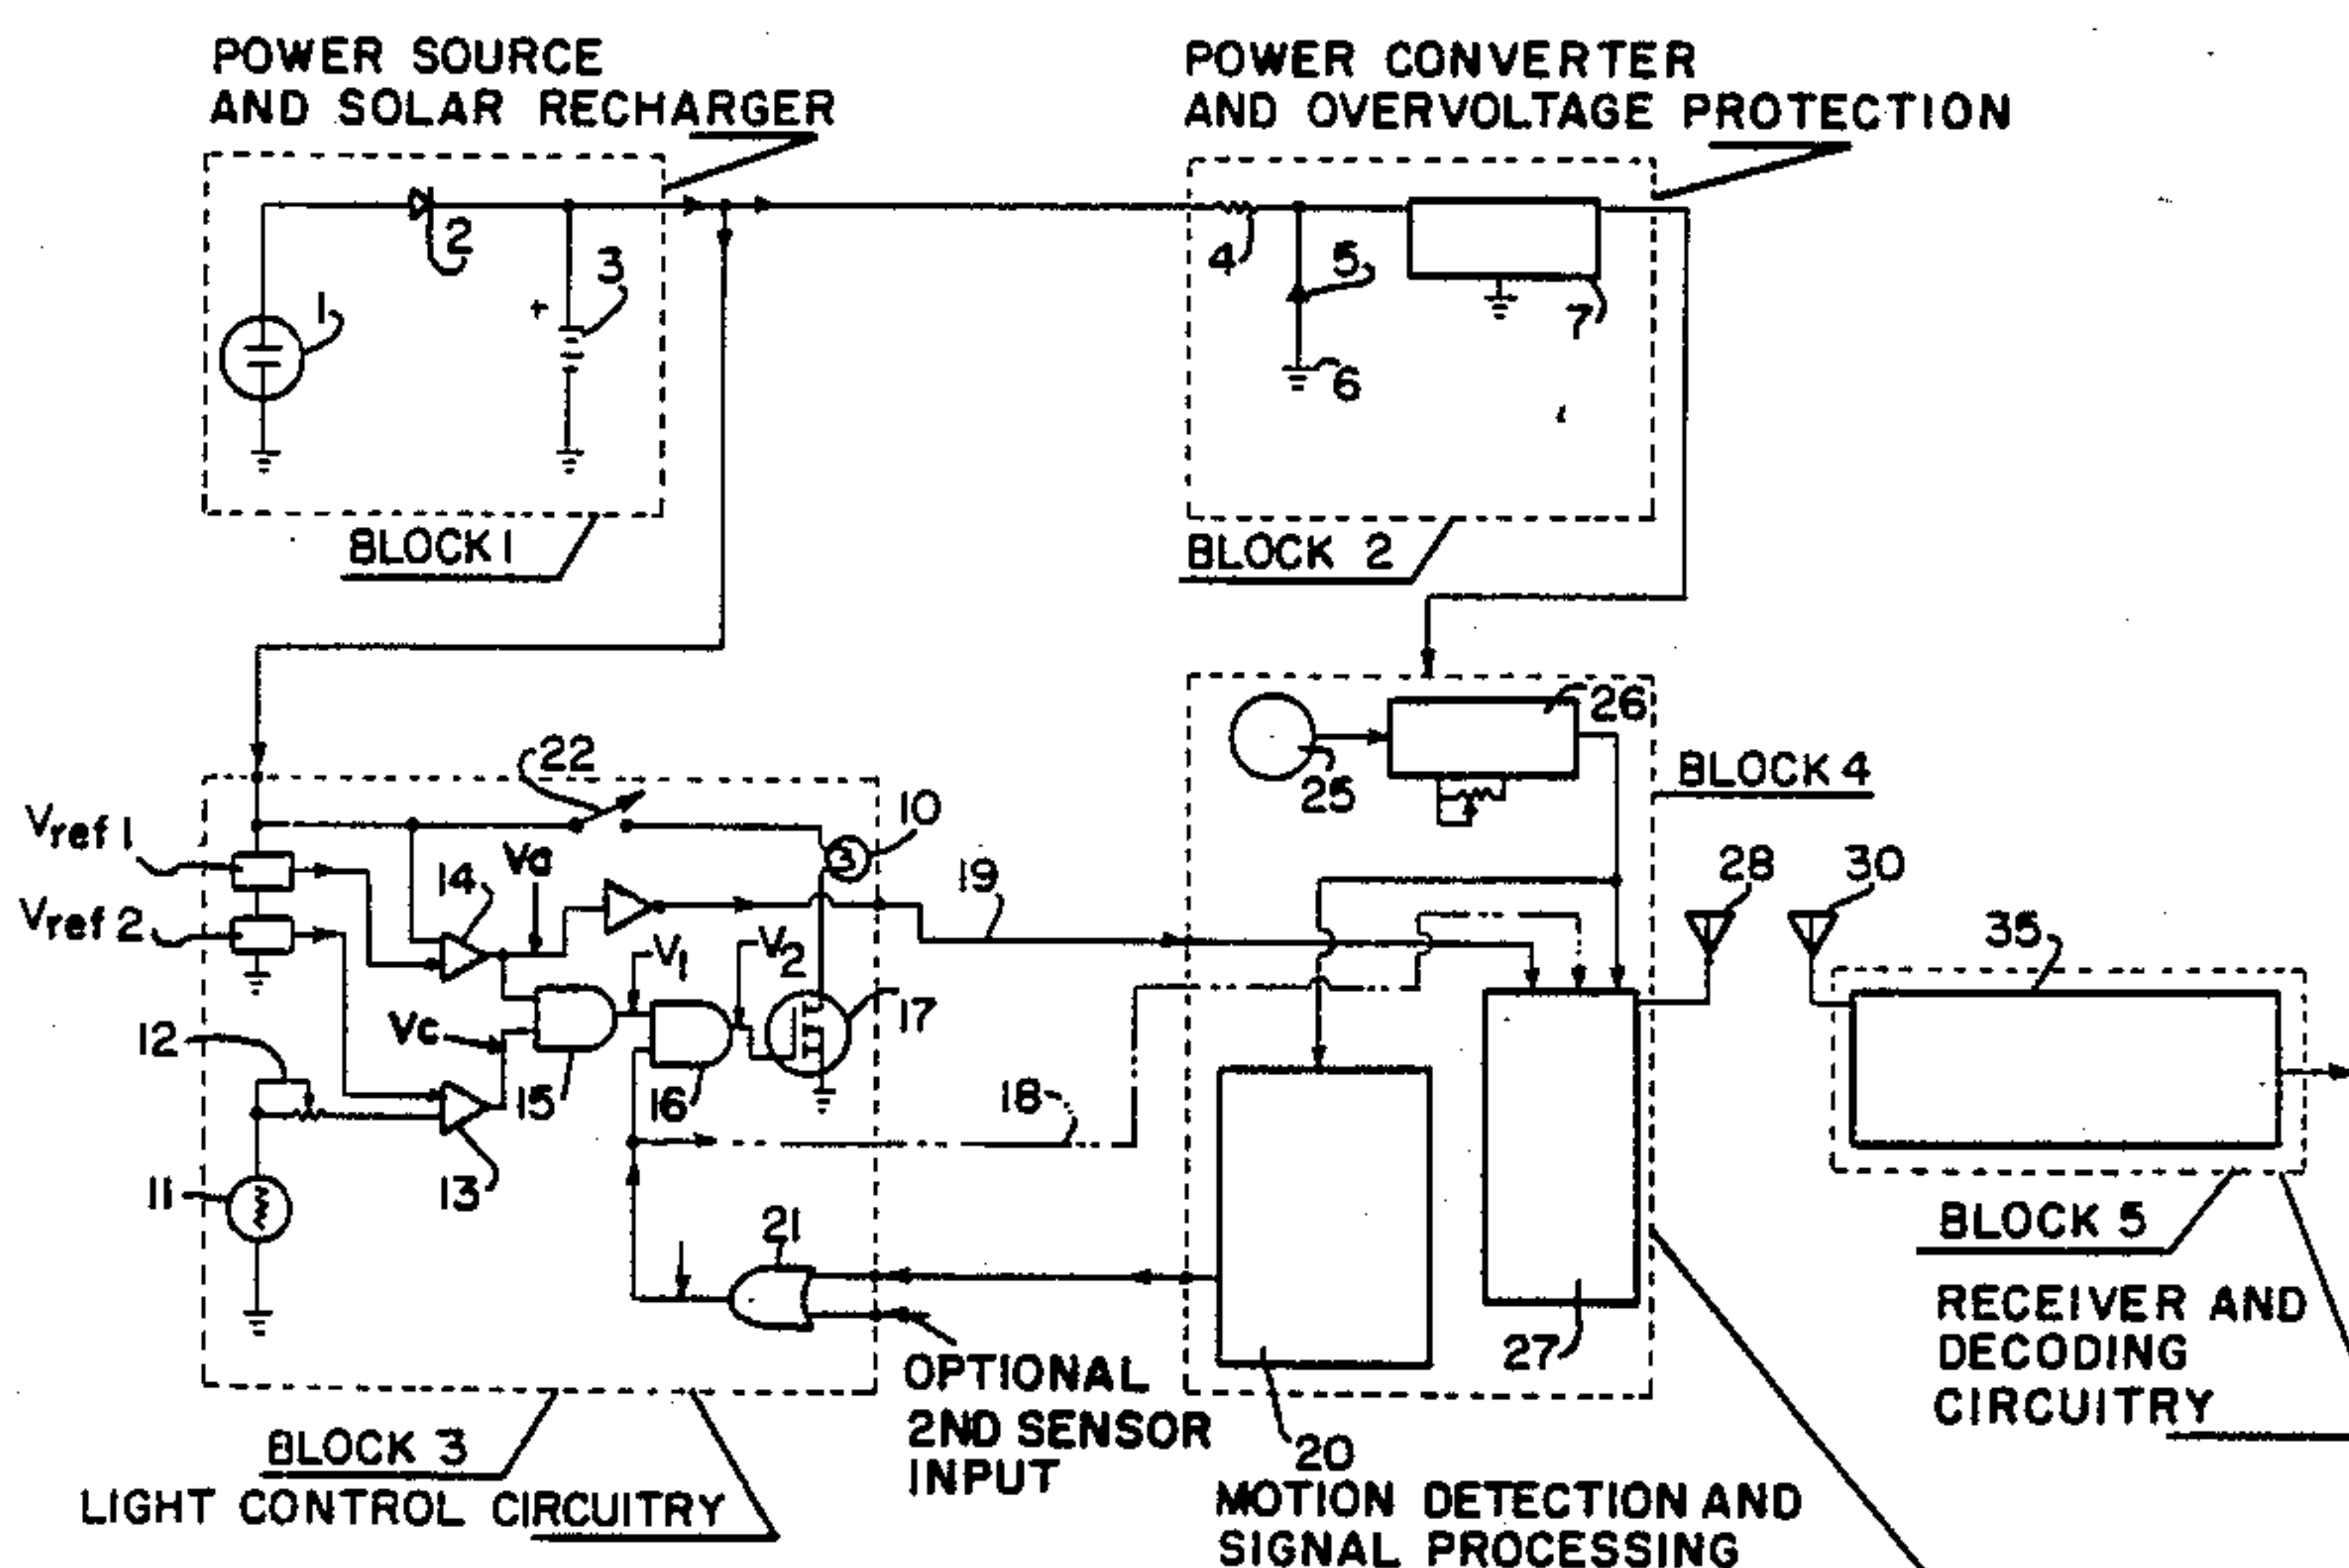 POWER SOURCE
AND SOLAR RECHARGER
POWER CONVERTER
AND OVERVOLTAGE PROTECTION
1
2
3
+
4
5
6
7
BLOCK 1
BLOCK 2
22
10
Vref 1
Vref 2
14
Va
3
19
26
25
BLOCK 4
28
30
35
V1
V2
17
12
Vc
15
16
18
11
13
21
BLOCK 5
RECEIVER AND
DECODING
CIRCUITRY
27
20
OPTIONAL
2ND SENSOR
INPUT
BLOCK 3
LIGHT CONTROL CIRCUITRY
MOTION DETECTION AND
SIGNAL PROCESSING